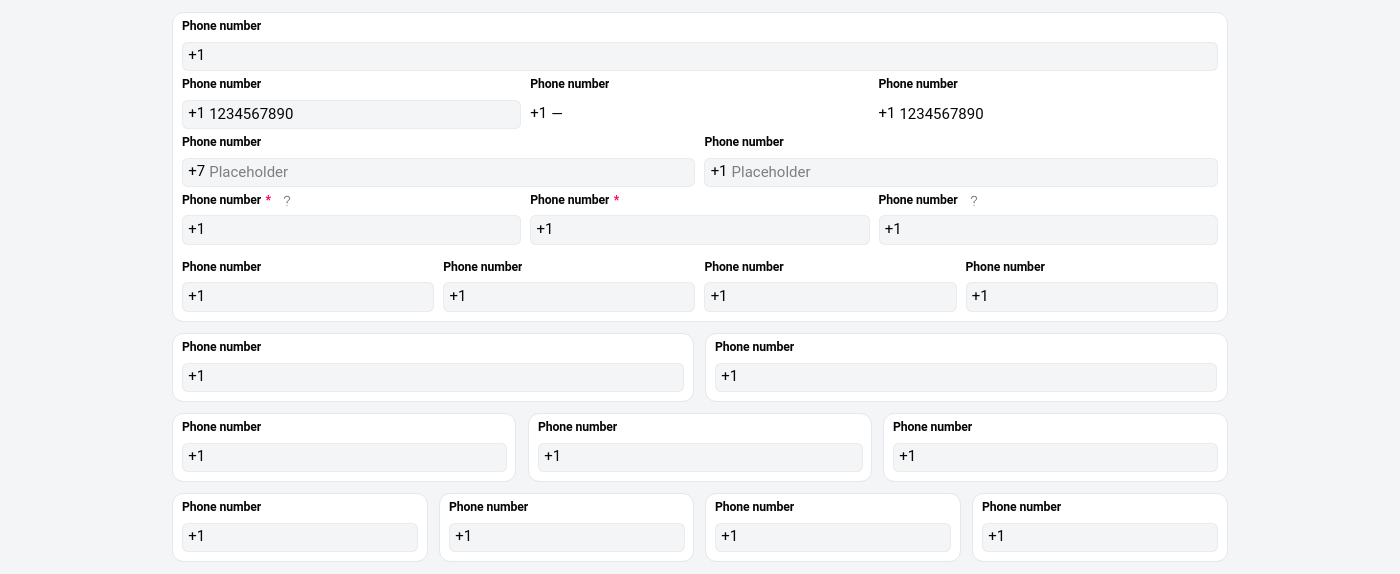 Phone number
+1
Phone number Phone number Phone number
+1 1234567890 +1 — +1 1234567890
Phone number Phone number
+7 Placeholder +1 Placeholder
Phone number * ? Phone number * Phone number ?
+1 +1 +1
Phone number Phone number Phone number Phone number
+1 +1 +1 +1
Phone number Phone number
+1 +1
Phone number Phone number Phone number
+1 +1 +1
Phone number Phone number Phone number Phone number
+1 +1 +1 +1